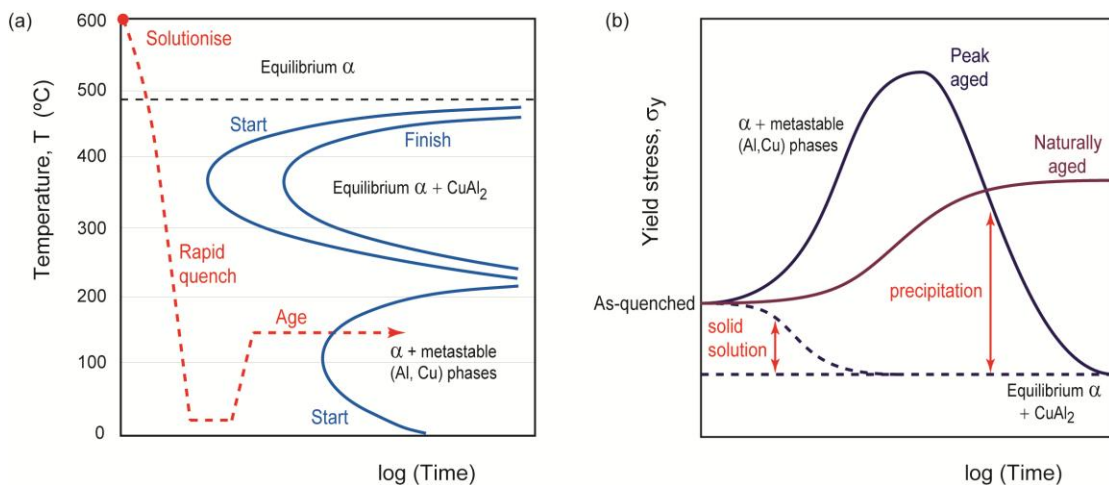 (a)
600
Solutionise
Equilibrium α
500
Start
Finish
400
Equilibrium α + CuAl₂
300
Rapid
quench
200
Age
α + metastable
(Al, Cu) phases
100
Start
0
Temperature, T (ºC)
log (Time)
(b)
Peak
aged
α + metastable
(Al,Cu) phases
Naturally
aged
Yield stress, σy
As-quenched
precipitation
solid
solution
Equilibrium α
+ CuAl₂
log (Time)